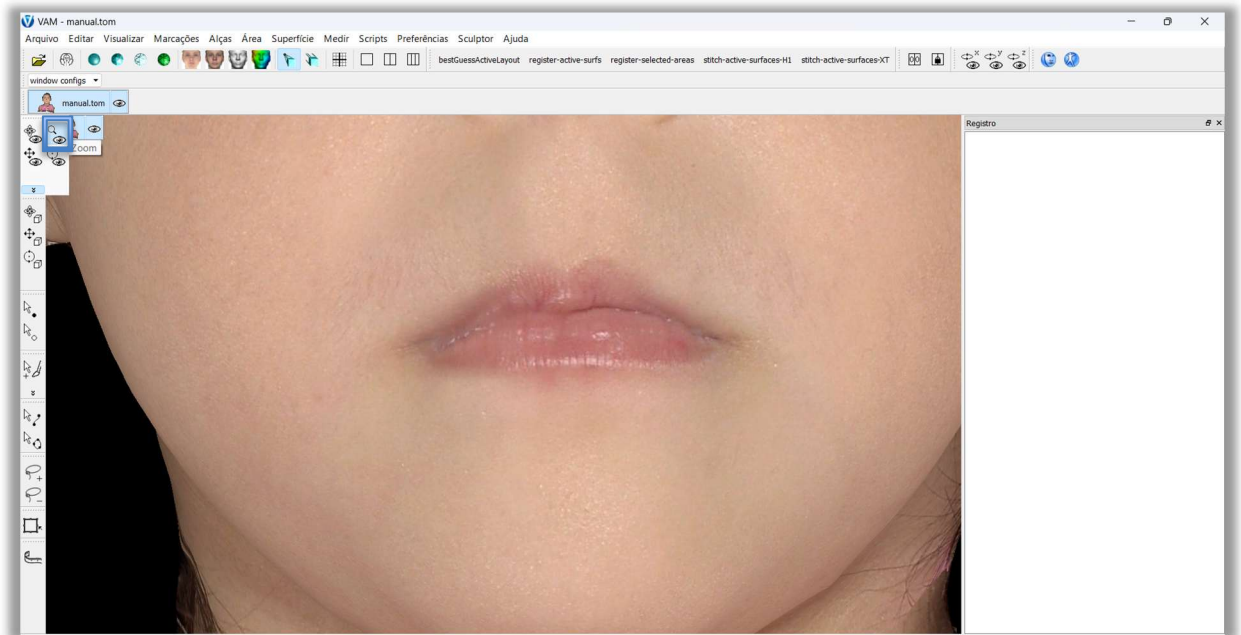 VAM - manual.tom
Arquivo Editar Visualizar Marcações Alças Área Superfície Medir Scripts Preferências Sculptor Ajuda
bestGuessActiveLayout register-active-surfs register-selected-areas stitch-active-surfaces-H1 stitch-active-surfaces-XT
x y z
window configs
manual.tom
Registro
Zoom